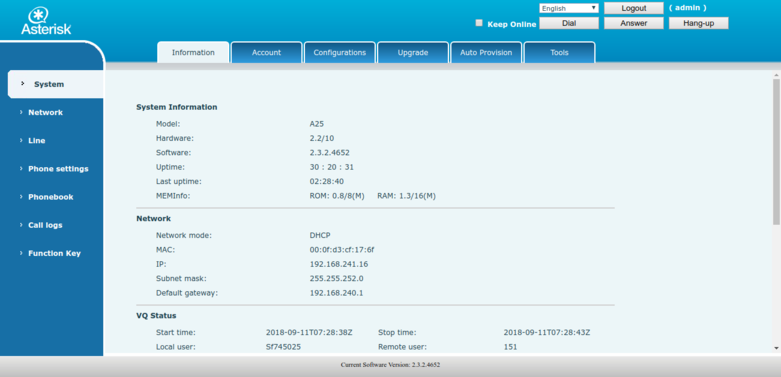 English Logout ( admin )
Asterisk
Keep Online Dial Answer Hang-up
Information Account Configurations Upgrade Auto Provision Tools
› System
› Network
› Line
› Phone settings
› Phonebook
› Call logs
› Function Key
System Information
Model: A25
Hardware: 2.2/10
Software: 2.3.2.4652
Uptime: 30 : 20 : 31
Last uptime: 02:28:40
MEMInfo: ROM: 0.8/8(M) RAM: 1.3/16(M)
Network
Network mode: DHCP
MAC: 00:0f:d3:cf:17:6f
IP: 192.168.241.16
Subnet mask: 255.255.252.0
Default gateway: 192.168.240.1
VQ Status
Start time: 2018-09-11T07:28:38Z Stop time: 2018-09-11T07:28:43Z
Local user: Sf745025 Remote user: 151
Current Software Version: 2.3.2.4652